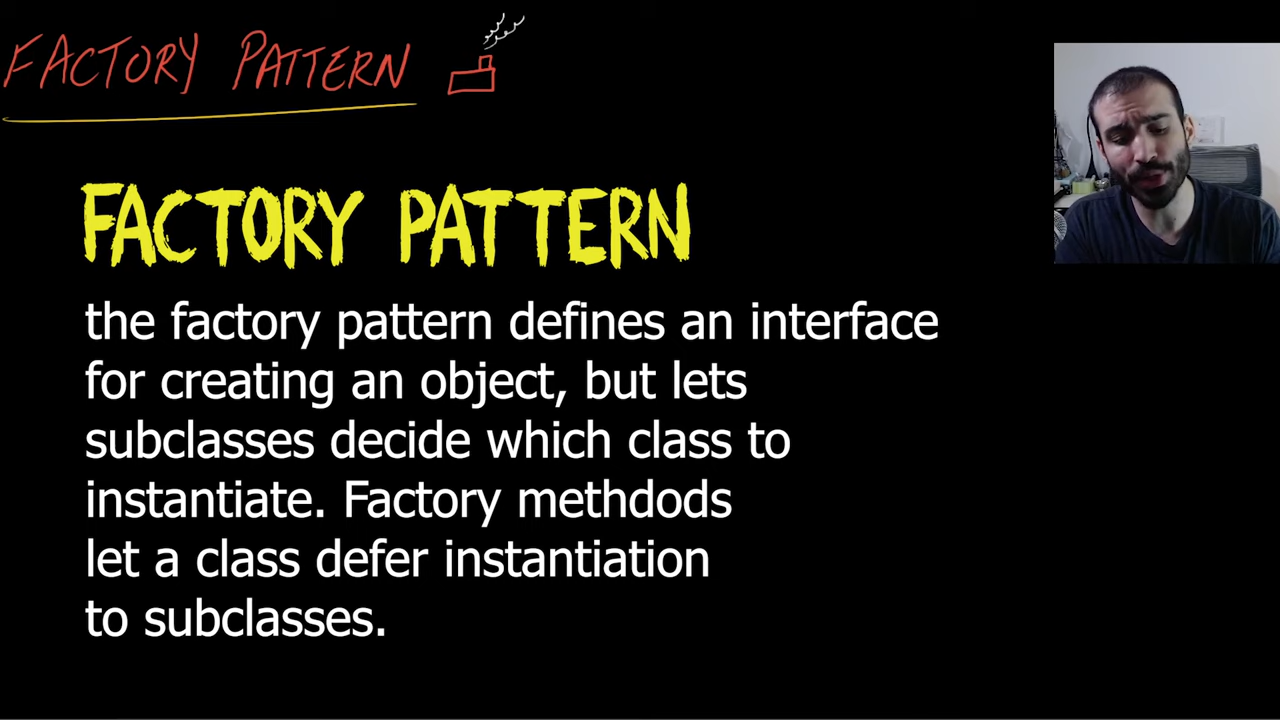 FACTORY PATTERN
FACTORY PATTERN
the factory pattern defines an interface
for creating an object, but lets
subclasses decide which class to
instantiate. Factory methdods
let a class defer instantiation
to subclasses.